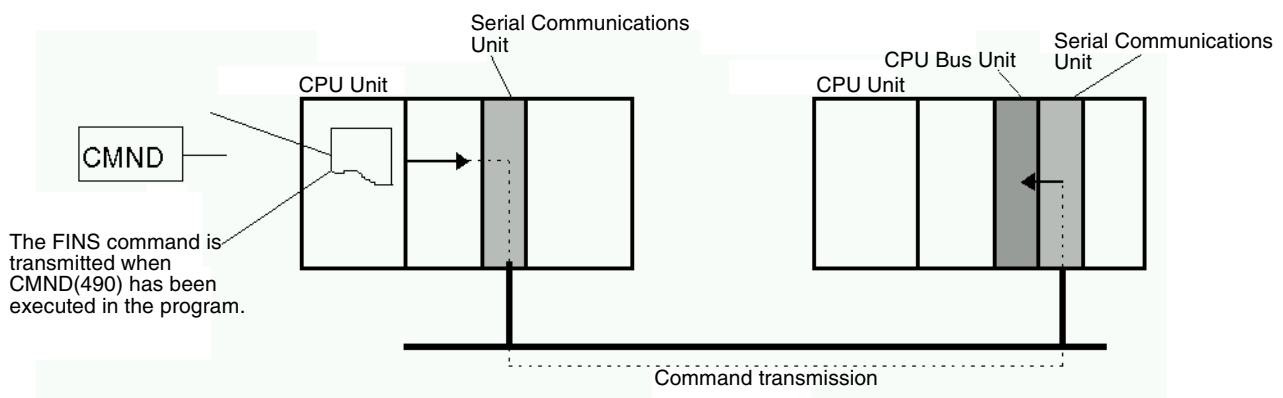 Serial Communications
Unit
CPU Unit
CPU Bus Unit
Serial Communications
Unit
CPU Unit
CMND
The FINS command is
transmitted when
CMND(490) has been
executed in the program.
Command transmission